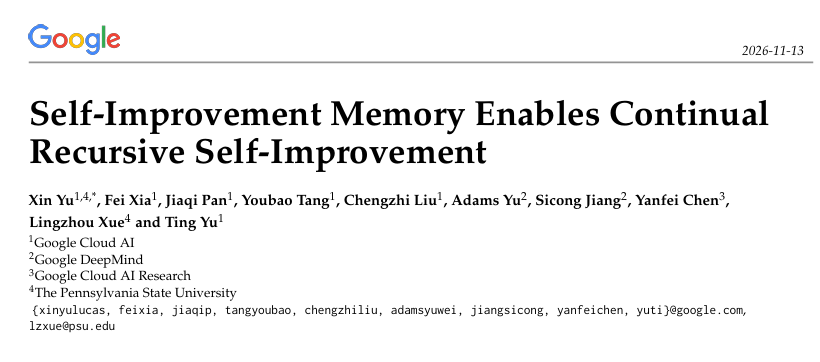 Google
2026-11-13
Self-Improvement Memory Enables Continual
Recursive Self-Improvement
Xin Yu1,4,*, Fei Xia1, Jiaqi Pan1, Youbao Tang1, Chengzhi Liu1, Adams Yu2, Sicong Jiang2, Yanfei Chen3,
Lingzhou Xue4 and Ting Yu1
1Google Cloud AI
2Google DeepMind
3Google Cloud AI Research
4The Pennsylvania State University
{xinyulucas, feixia, jiaqip, tangyoubao, chengzhiliu, adamsyuwei, jiangsicong, yanfeichen, yuti}@google.com,
lzxue@psu.edu